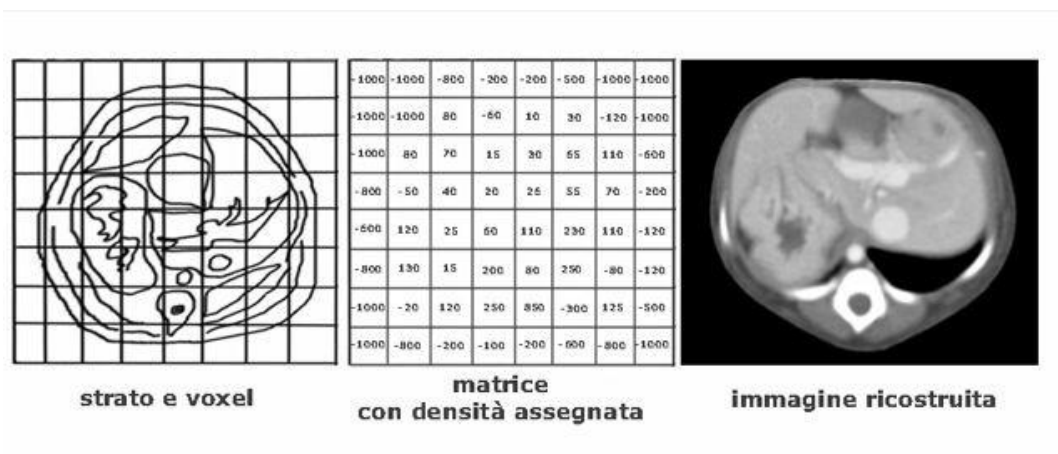 -1000 -1000 -800 -200 -200 -500 -1000 -1000
-1000 -1000 80 -60 10 30 -120 -1000
-1000 80 70 15 30 65 110 -600
-800 -50 40 20 25 55 70 -200
-600 120 25 60 110 230 110 -120
-800 130 15 200 80 250 -80 -120
-1000 -20 120 250 850 -300 125 -500
-1000 -800 -200 -100 -200 -600 -800 -1000
strato e voxel
matrice
con densità assegnata
immagine ricostruita